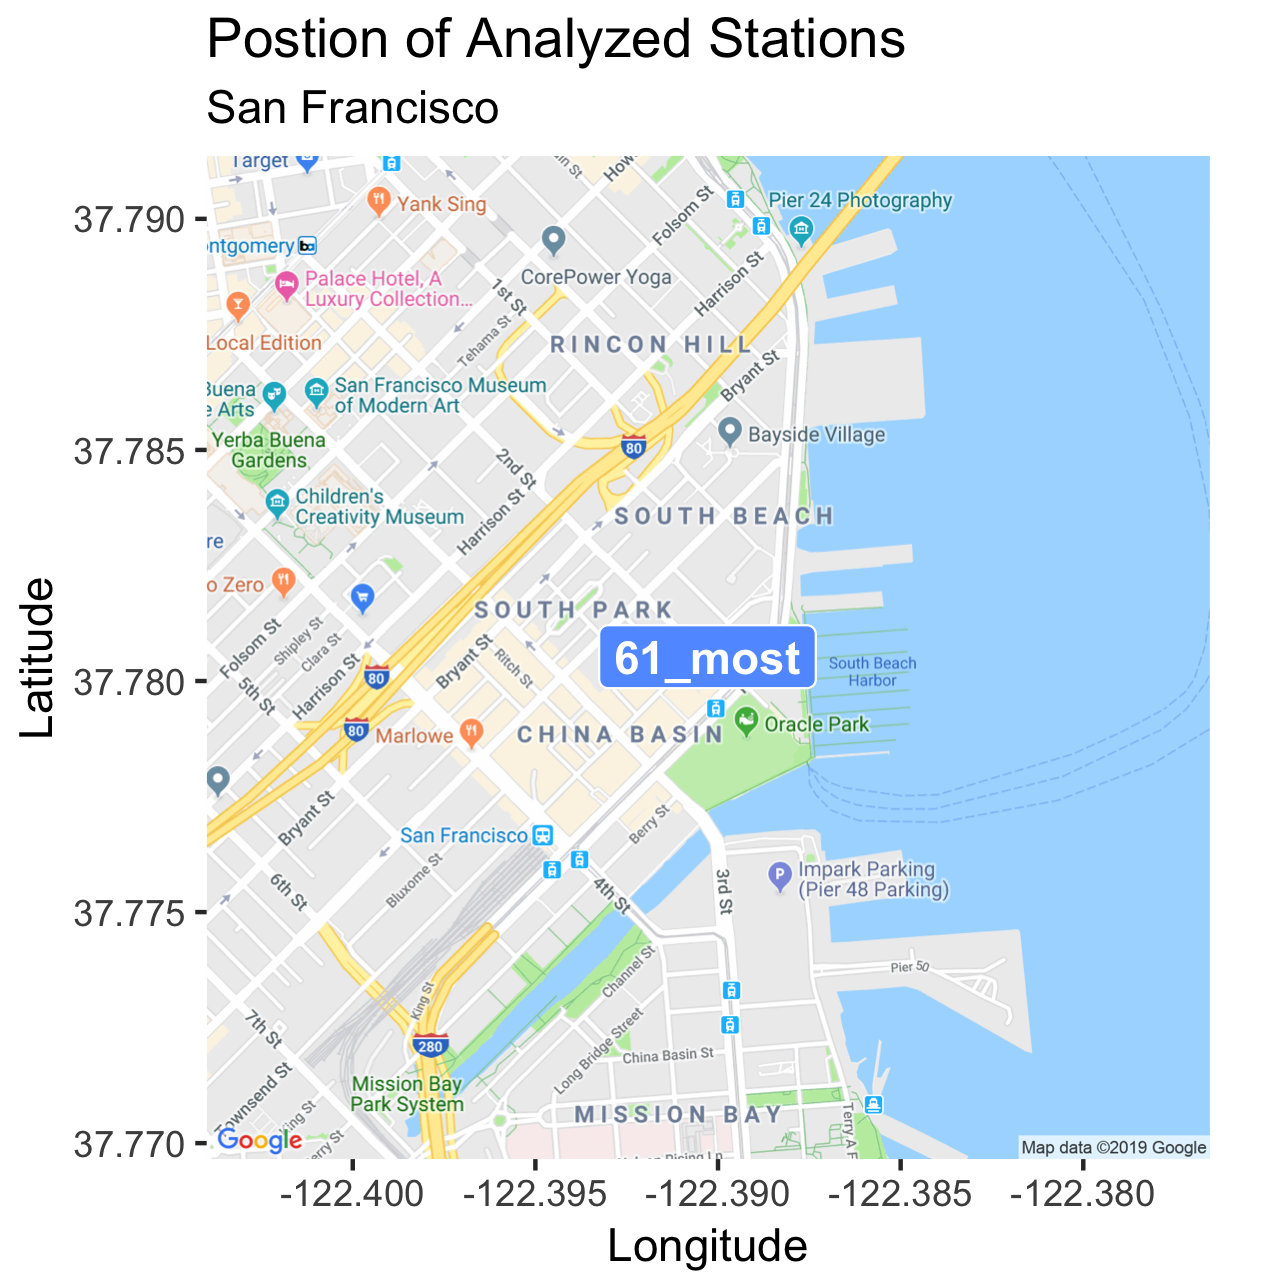 Postion of Analyzed Stations
San Francisco
Target
Yank Sing
Pier 24 Photography
Folsom St
Harrison St
ntgomery
CorePower Yoga
Palace Hotel, A
Luxury Collection...
1st St
Tehama St
Local Edition
RINCON HILL
Bryant St
San Francisco Museum
of Modern Art
Buena
e Arts
Bayside Village
Yerba Buena
Gardens
80
2nd St
Harrison St
Children's
Creativity Museum
SOUTH BEACH
re
o Zero
SOUTH PARK
Folsom St
Shipley St
Clara St
61_most
South Beach
Harbor
5th St
Harrison St
80
Bryant St
Ritch St
80
Marlowe
CHINA BASIN
Oracle Park
Bryant St
San Francisco
Berry St
Bluxome St
6th St
4th St
3rd St
P
Impark Parking
(Pier 48 Parking)
Channel St
Pier 50
King St
7th St
280
Long Bridge Street
China Basin St
Mission Bay
Park System
Townsend St
King St
MISSION BAY
Terry A F
Google
erry St
Map data ©2019 Google
37.790
37.785
37.780
37.775
37.770
Latitude
-122.400
-122.395
-122.390
-122.385
-122.380
Longitude